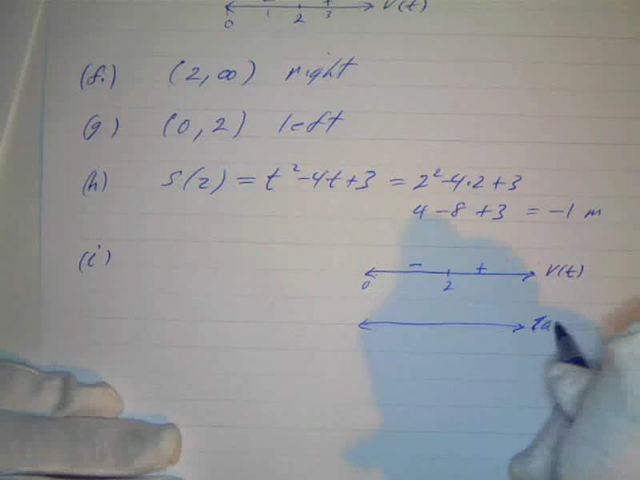 0 1 2 3 V(t)
(f.) (2,∞) right
(g) (0,2) left
(h) S(2) = t²-4t+3 = 2²-4·2+3
4-8+3 = -1 m
(i)
- + V(t)
0 2